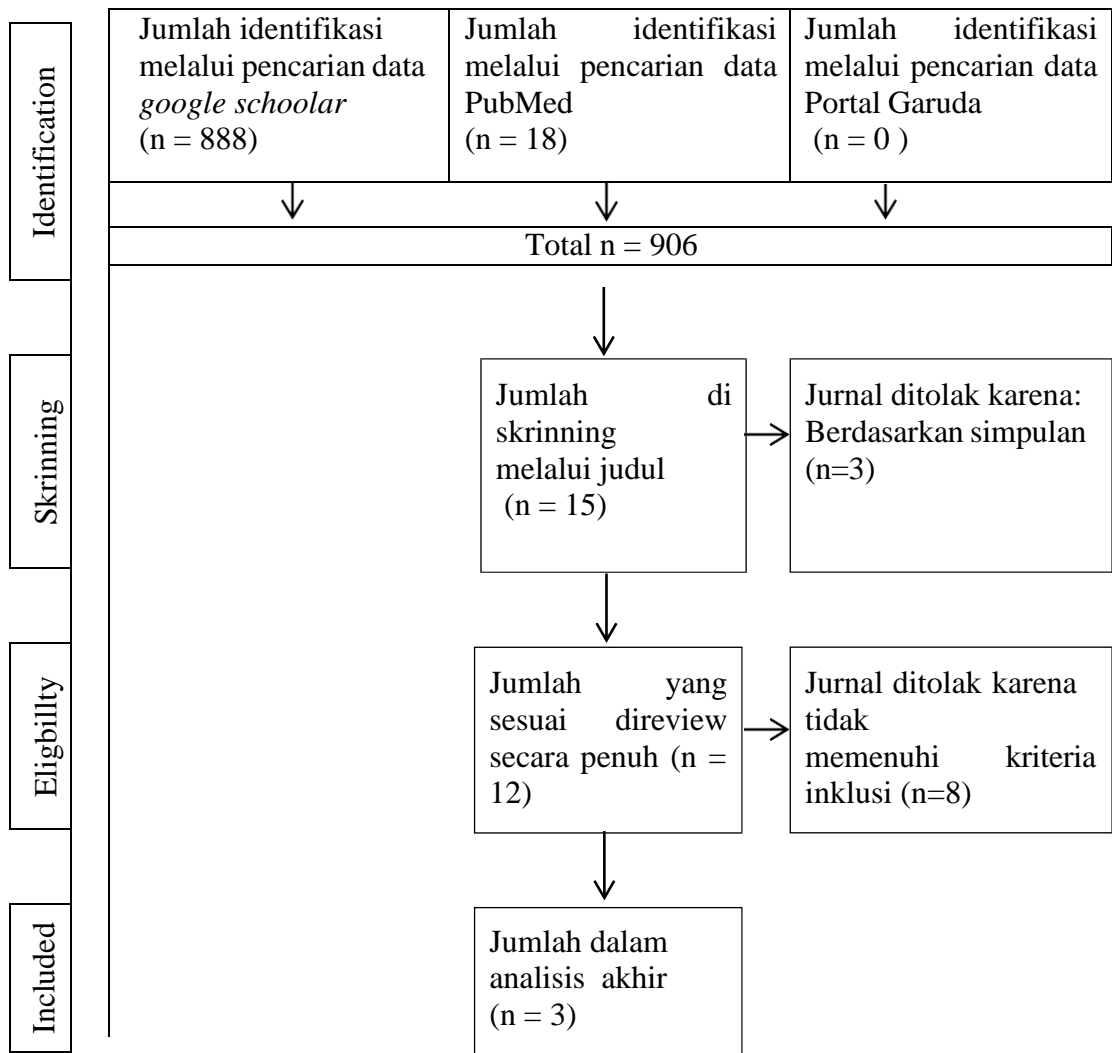 Identification
Jumlah identifikasi
melalui pencarian data
google schoolar
(n = 888)
Jumlah identifikasi
melalui pencarian data
PubMed
(n = 18)
Jumlah identifikasi
melalui pencarian data
Portal Garuda
(n = 0 )
Total n = 906
Skrinning
Jumlah di
skrinning
melalui judul
(n = 15)
Jurnal ditolak karena:
Berdasarkan simpulan
(n=3)
Eligbillty
Jumlah yang
sesuai direview
secara penuh (n =
12)
Jurnal ditolak karena
tidak
memenuhi kriteria
inklusi (n=8)
Included
Jumlah dalam
analisis akhir
(n = 3)